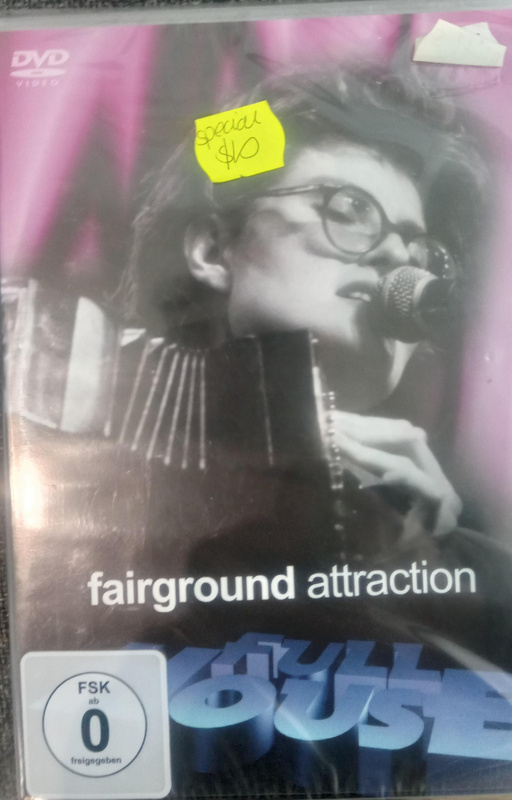 DVD
VIDEO
special
$10
fairground attraction
FULL
HOUSE
FSK
ab
0
freigegeben